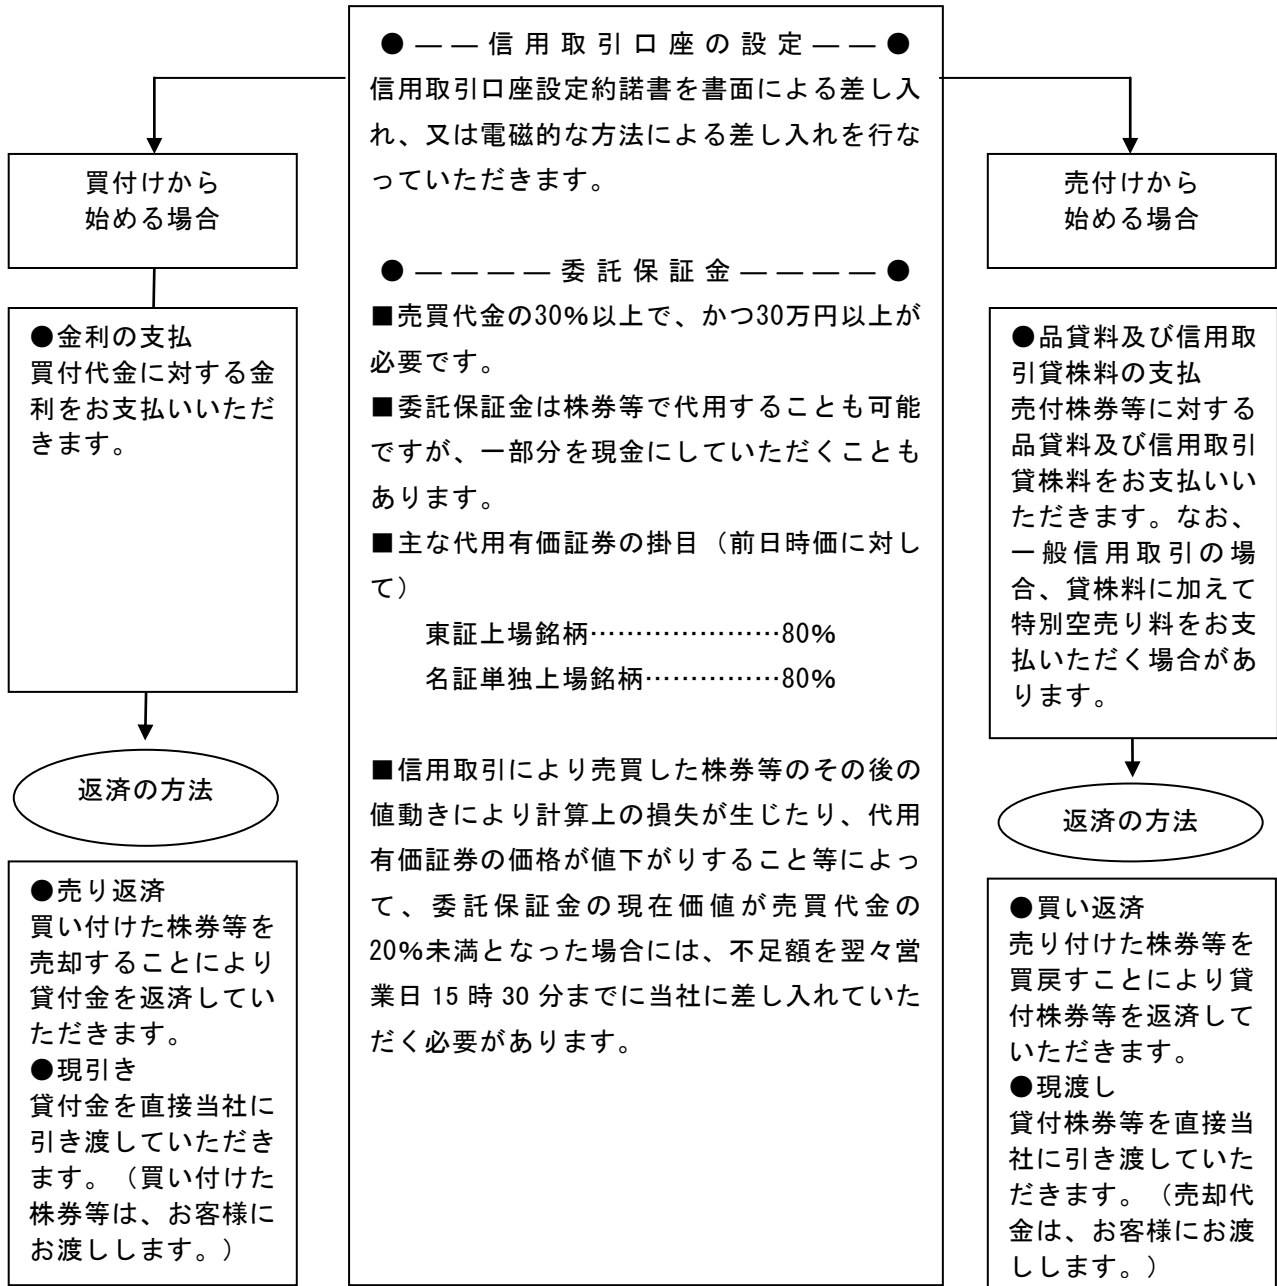 ●——信用取引口座の設定——●
信用取引口座設定約諾書を書面による差し入
れ、又は電磁的な方法による差し入れを行な
っていただきます。
●————委託保証金————●
■売買代金の30%以上で、かつ30万円以上が
必要です。
■委託保証金は株券等で代用することも可能
ですが、一部分を現金にしていただくことも
あります。
■主な代用有価証券の掛目（前日時価に対し
て）
東証上場銘柄…………………80%
名証単独上場銘柄……………80%
■信用取引により売買した株券等のその後の
値動きにより計算上の損失が生じたり、代用
有価証券の価格が値下がりすること等によっ
て、委託保証金の現在価値が売買代金の
20%未満となった場合には、不足額を翌々営
業日 15 時 30 分までに当社に差し入れていた
だく必要があります。
買付けから
始める場合
●金利の支払
買付代金に対する金
利をお支払いいただ
きます。
返済の方法
●売り返済
買い付けた株券等を
売却することにより
貸付金を返済してい
ただきます。
●現引き
貸付金を直接当社に
引き渡していただき
ます。（買い付けた
株券等は、お客様に
お渡しします。）
売付けから
始める場合
●品貸料及び信用取
引貸株料の支払
売付株券等に対する
品貸料及び信用取引
貸株料をお支払いい
ただきます。なお、
一般信用取引の場
合、貸株料に加えて
特別空売り料をお支
払いただく場合があ
ります。
返済の方法
●買い返済
売り付けた株券等を
買戻すことにより貸
付株券等を返済して
いただきます。
●現渡し
貸付株券等を直接当
社に引き渡していた
だきます。（売却代
金は、お客様にお渡
しします。）